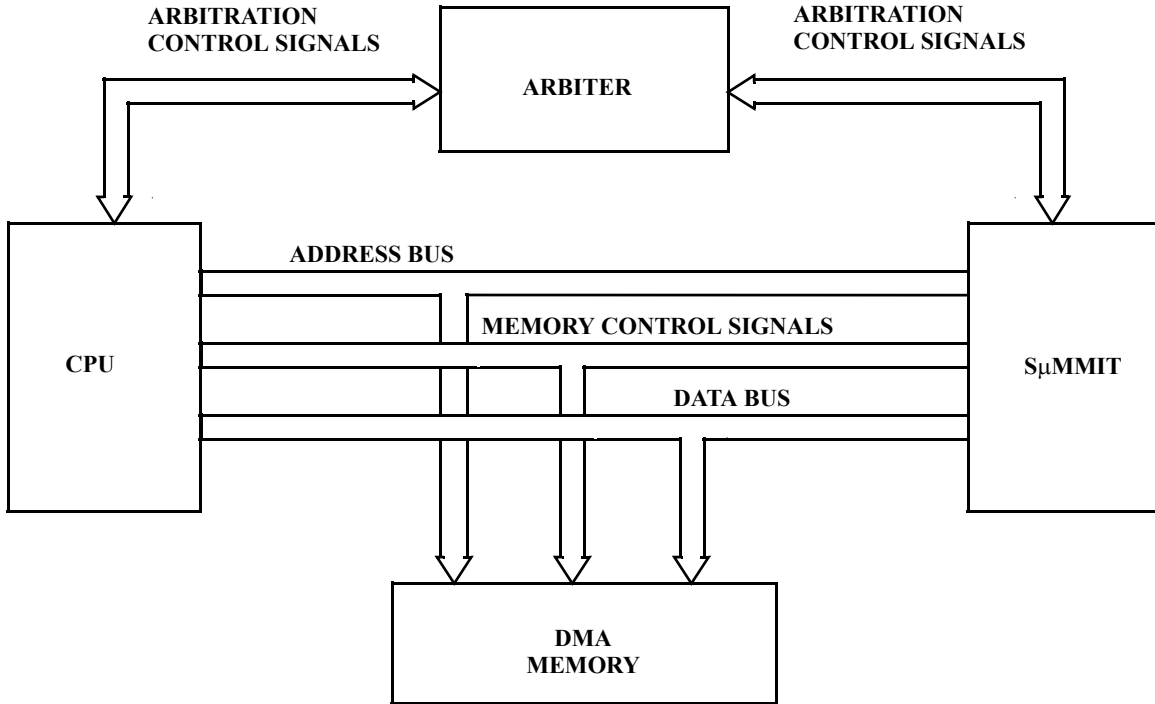 ARBITRATION
CONTROL SIGNALS
ARBITRATION
CONTROL SIGNALS
ARBITER
ADDRESS BUS
MEMORY CONTROL SIGNALS
CPU
SμMMIT
DATA BUS
DMA
MEMORY